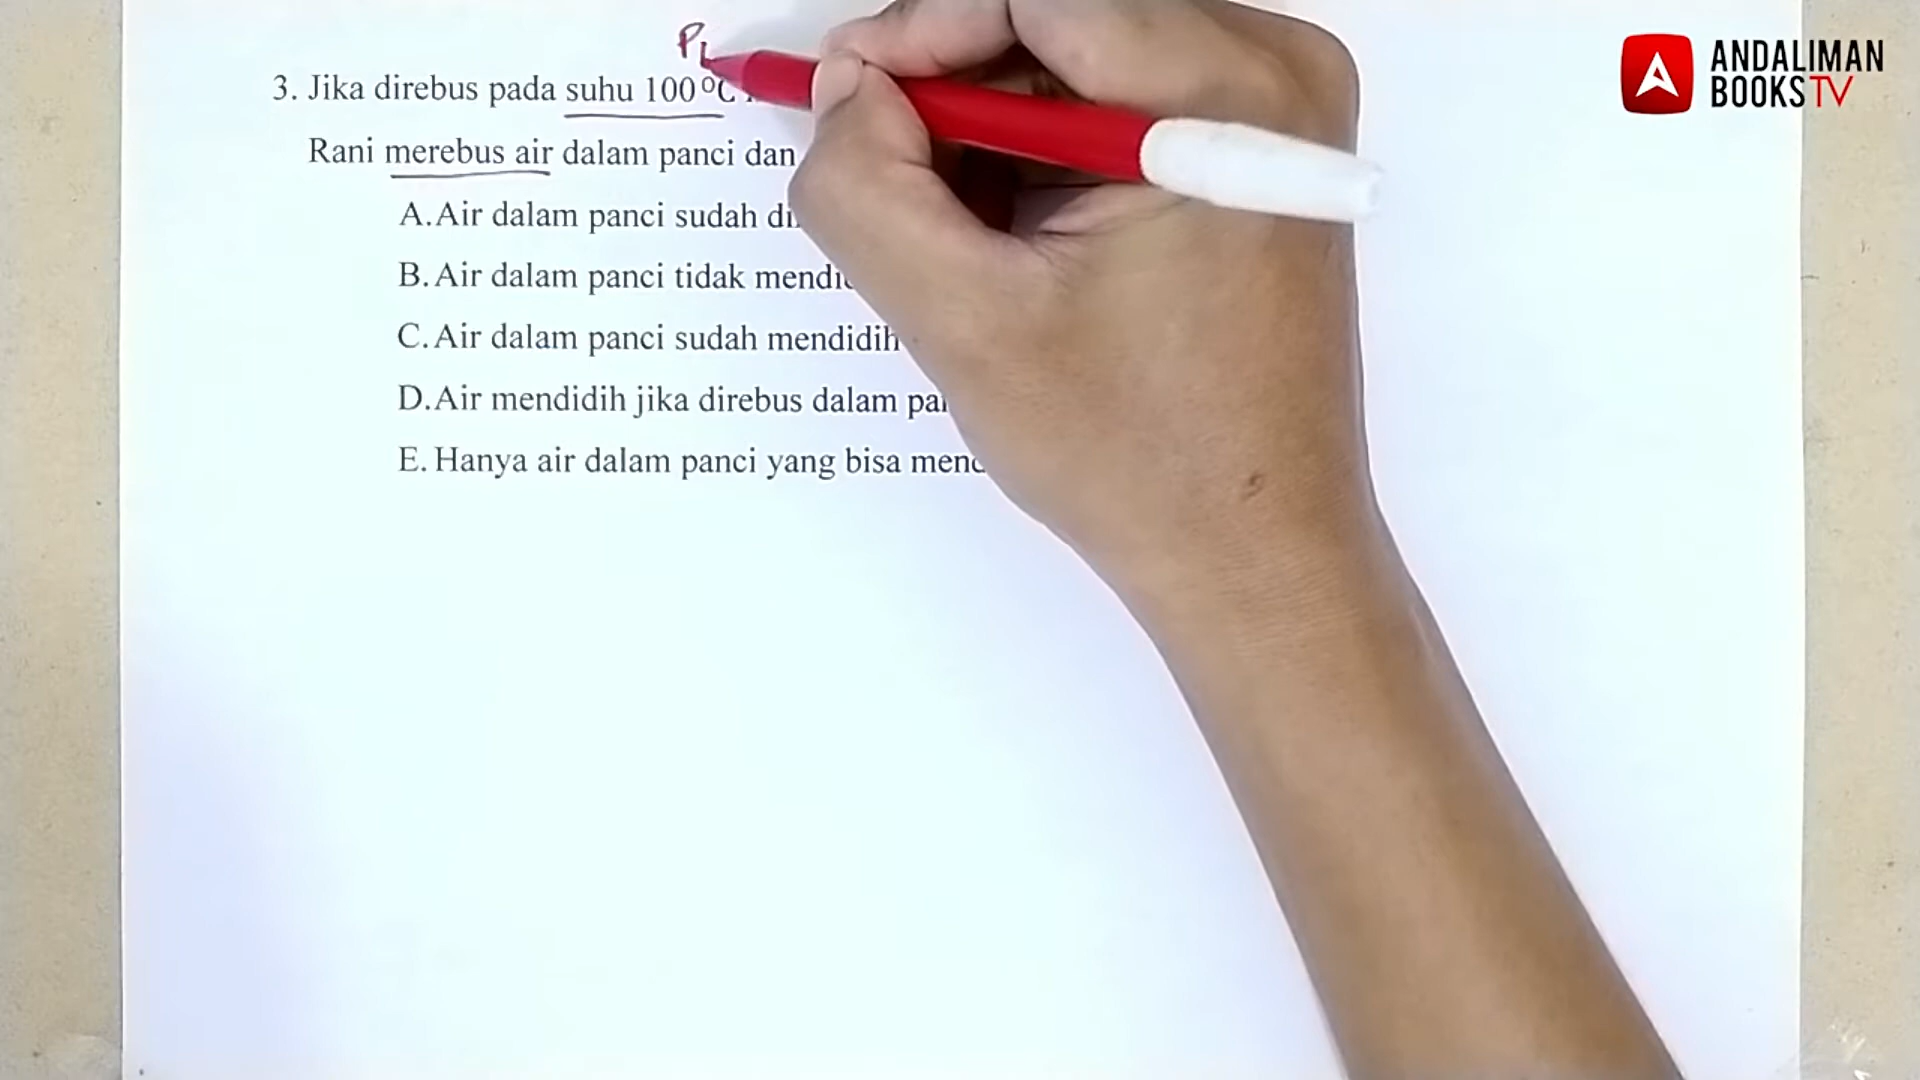 P
3. Jika direbus pada suhu 100⁰C
Rani merebus air dalam panci dan
A. Air dalam panci sudah
B. Air dalam panci tidak
C. Air dalam panci sudah mendidih
D. Air mendidih jika direbus dalam
E. Hanya air dalam panci yang bisa
ANDALIMAN
BOOKS TV